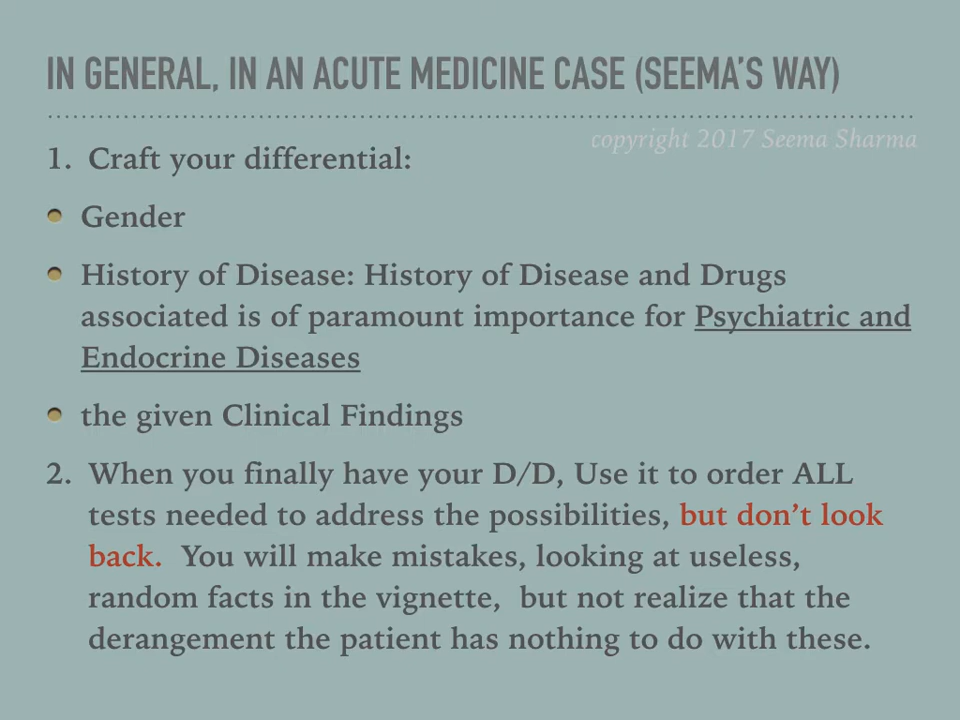 IN GENERAL, IN AN ACUTE MEDICINE CASE (SEEMA'S WAY)
copyright 2017 Seema Sharma
1. Craft your differential:
Gender
History of Disease: History of Disease and Drugs
associated is of paramount importance for Psychiatric and
Endocrine Diseases
the given Clinical Findings
2. When you finally have your D/D, Use it to order ALL
tests needed to address the possibilities, but don't look
back. You will make mistakes, looking at useless,
random facts in the vignette, but not realize that the
derangement the patient has nothing to do with these.